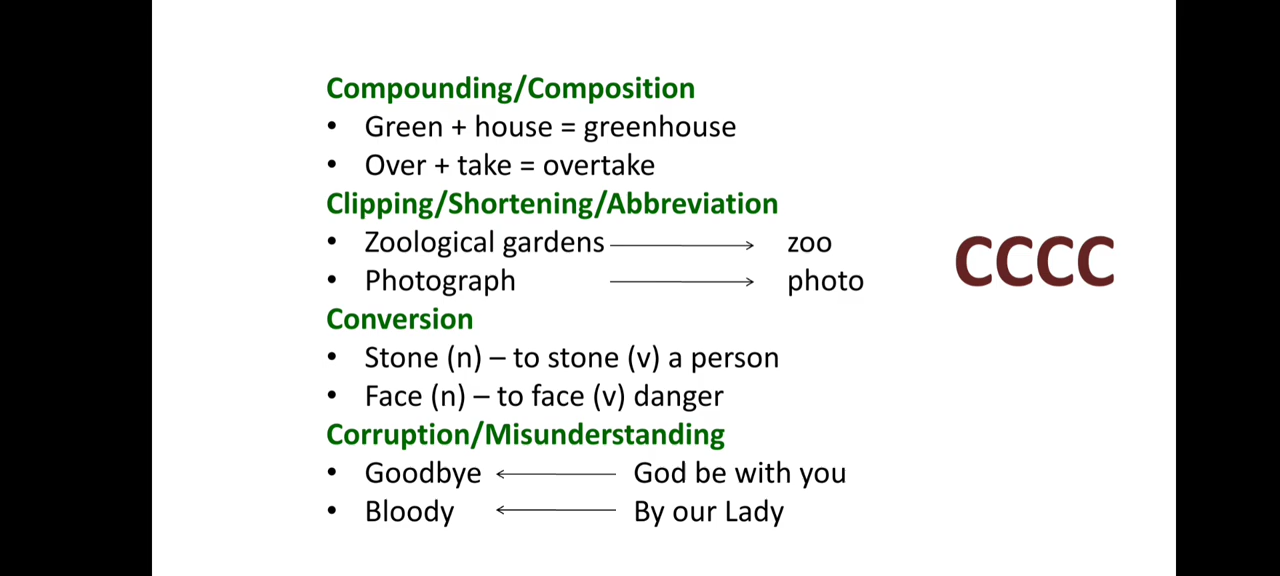 Compounding/Composition
• Green + house = greenhouse
• Over + take = overtake
Clipping/Shortening/Abbreviation
• Zoological gardens ⟶ zoo
• Photograph ⟶ photo
CCCC
Conversion
• Stone (n) – to stone (v) a person
• Face (n) – to face (v) danger
Corruption/Misunderstanding
• Goodbye ⟵ God be with you
• Bloody ⟵ By our Lady